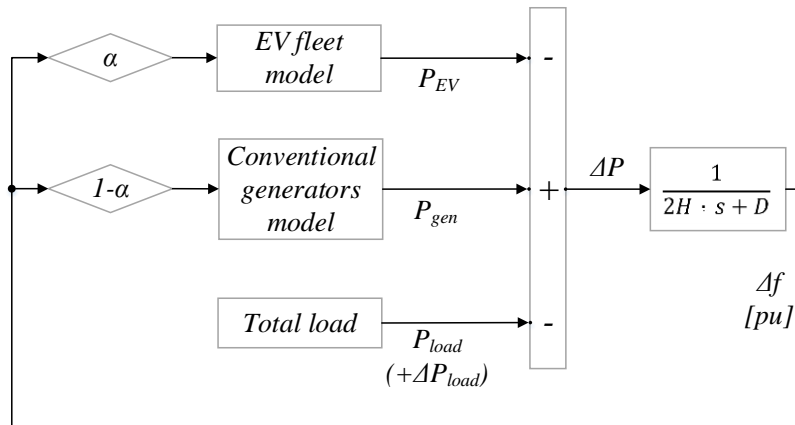 α
EV fleet
model
P_EV
-
1-α
Conventional
generators
model
P_gen
+
ΔP
1
2H · s + D
Δf
[pu]
Total load
P_load
(+ΔP_load)
-